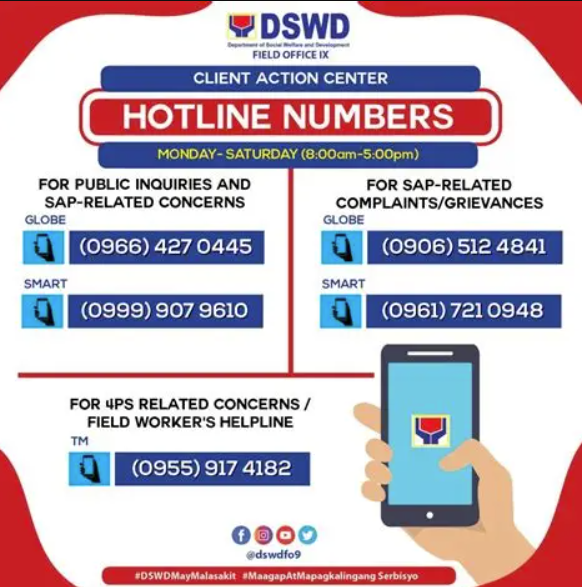 DSWD
Department of Social Welfare and Development
FIELD OFFICE IX
CLIENT ACTION CENTER
HOTLINE NUMBERS
MONDAY- SATURDAY (8:00am-5:00pm)
FOR PUBLIC INQUIRIES AND
SAP-RELATED CONCERNS
GLOBE
(0966) 427 0445
SMART
(0999) 907 9610
FOR SAP-RELATED
COMPLAINTS/GRIEVANCES
GLOBE
(0906) 512 4841
SMART
(0961) 721 0948
FOR 4PS RELATED CONCERNS /
FIELD WORKER'S HELPLINE
TM
(0955) 917 4182
@dswdfo9
#DSWDMayMalasakit #MaagapAtMapagkalingang Serbisyo